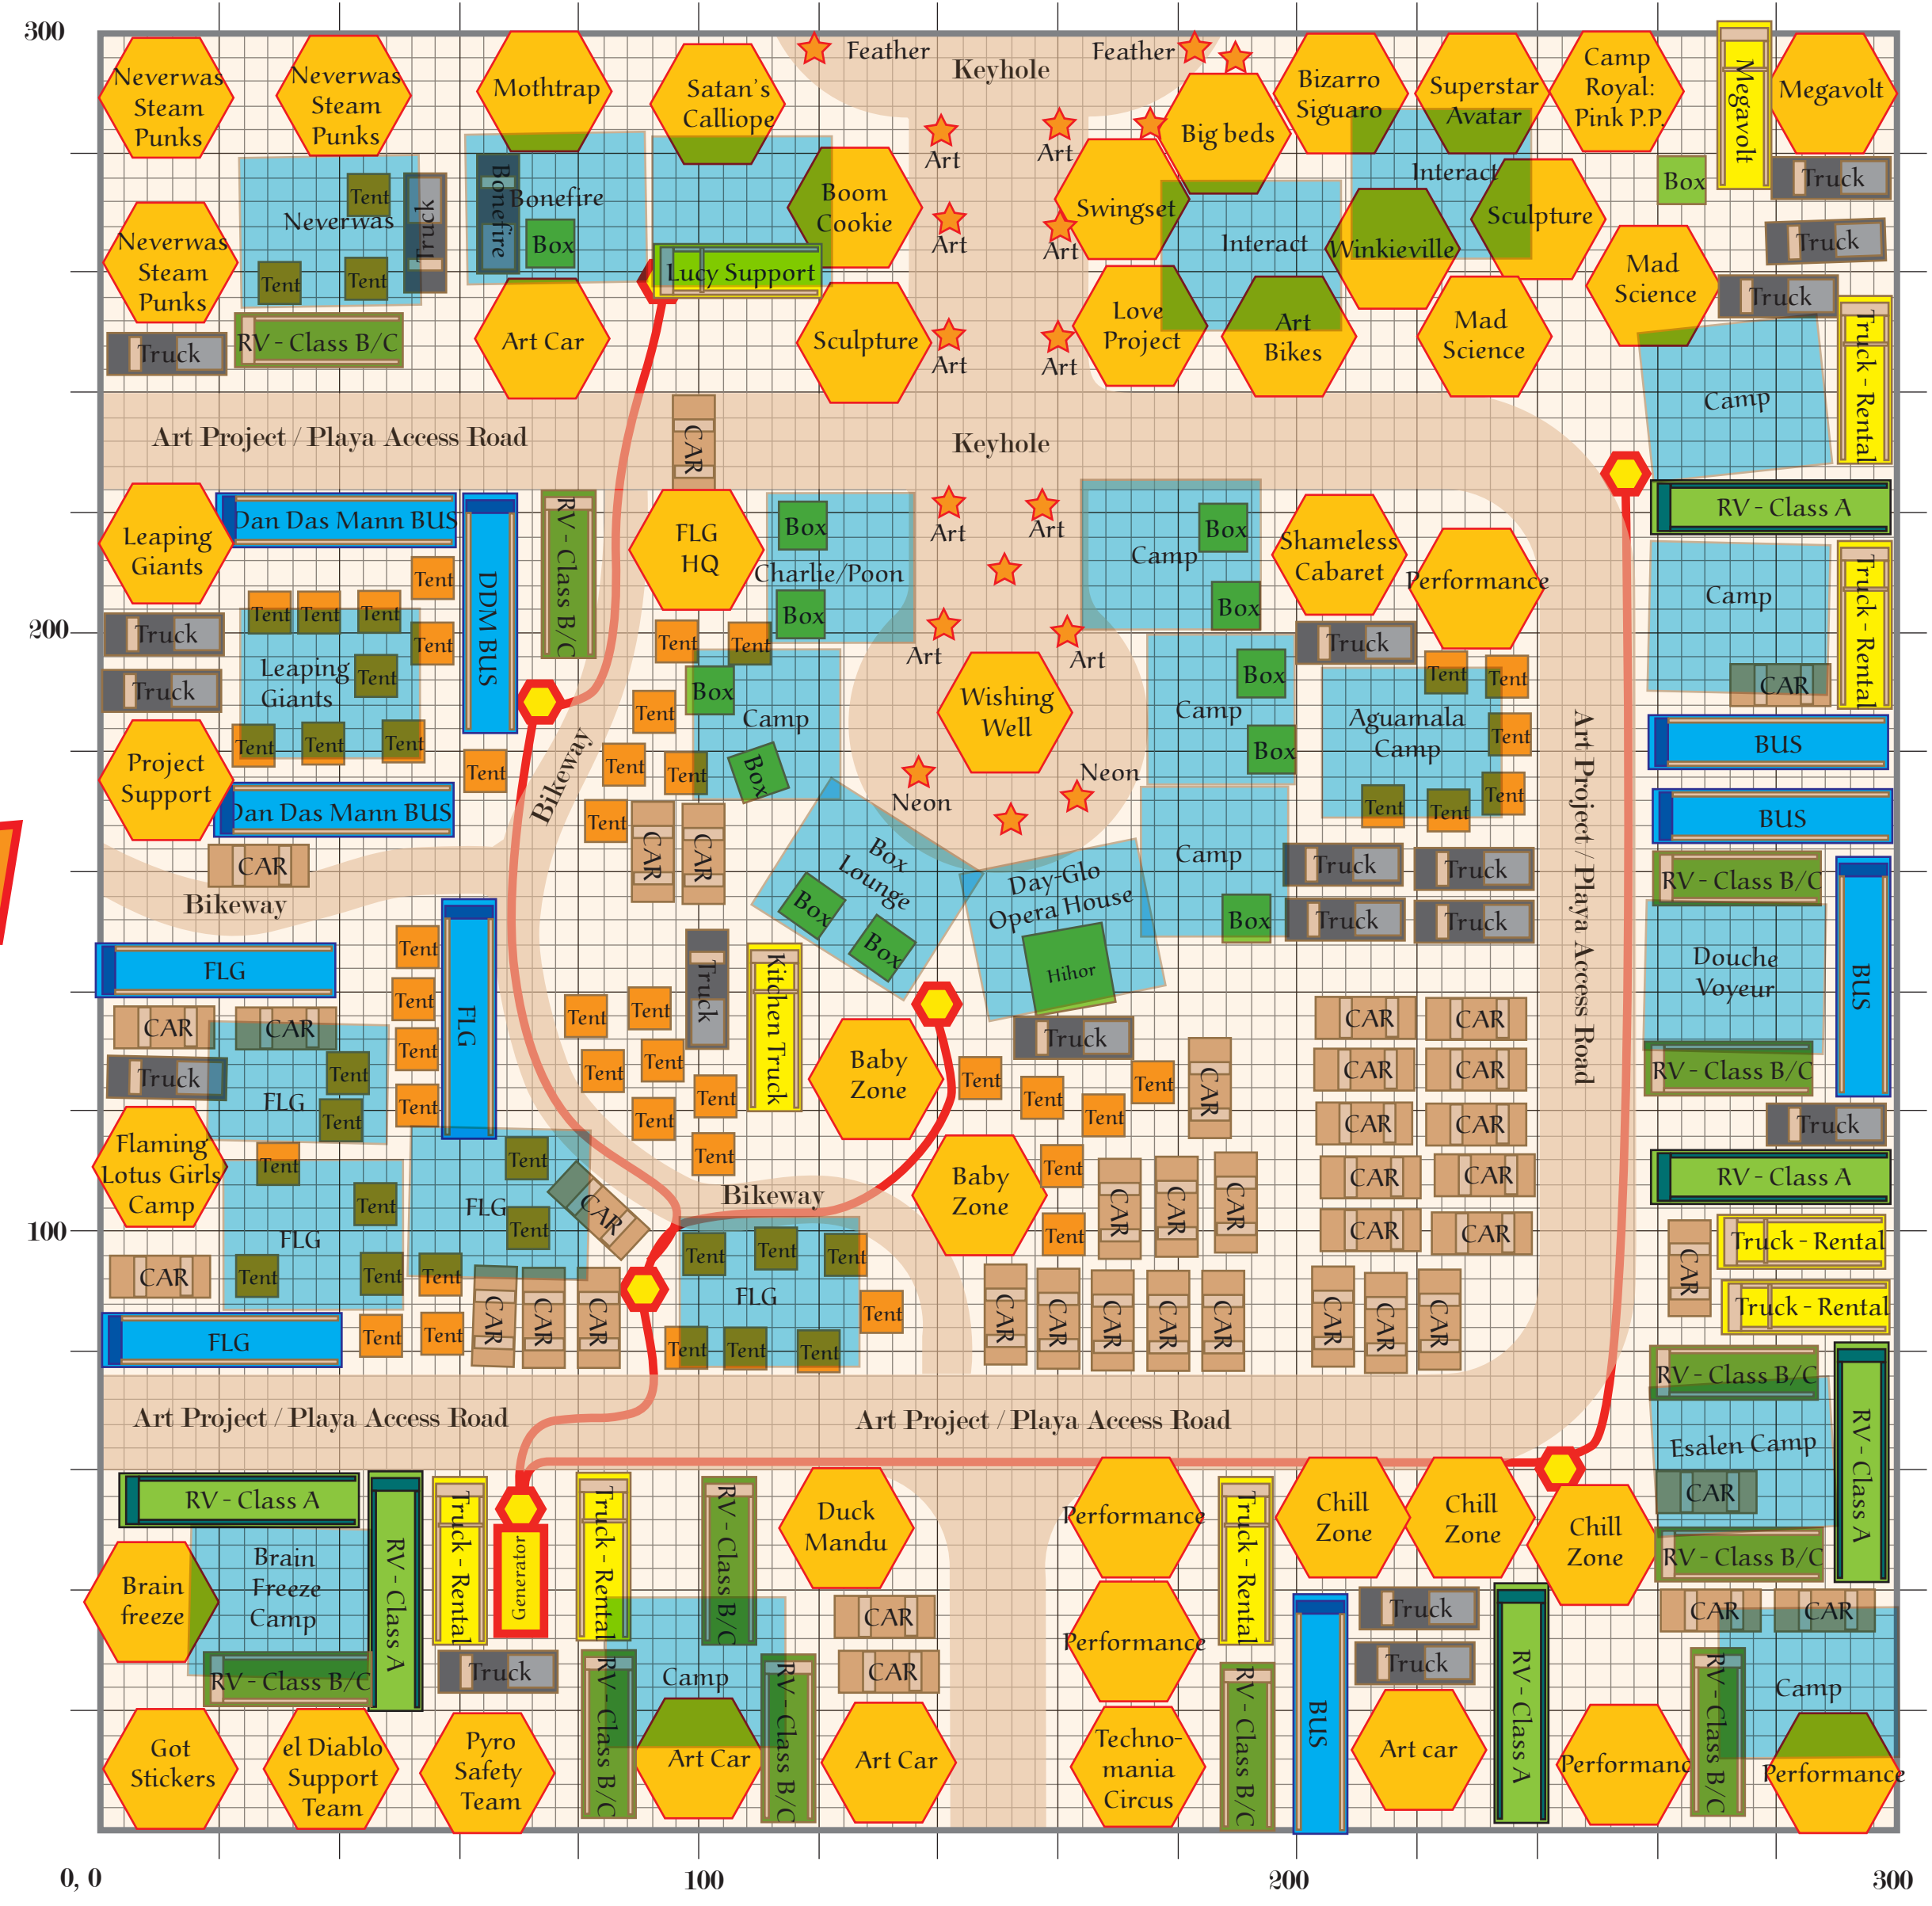 300
Feather
Feather
Keyhole
Neverwas
Steam
Punks
Neverwas
Steam
Punks
Mothtrap
Satan's
Calliope
Big beds
Bizarro
Siguaro
Superstar
Avatar
Camp
Royal:
Pink P.P.
Megavolt
Megavolt
Art
Art
Box
Truck
Neverwas
Tent
Truck
Bonefire
Bonefire
Box
Boom
Cookie
Swingset
Interact
Interact
Sculpture
Winkieville
Truck
Art
Art
Neverwas
Steam
Punks
Tent
Tent
Lucy Support
Mad
Science
Truck
Truck
RV - Class B/C
Art Car
Sculpture
Art
Art
Love
Project
Art
Bikes
Mad
Science
Truck - Rental
Camp
Art Project / Playa Access Road
CAR
Keyhole
Leaping
Giants
Dan Das Mann BUS
DDM BUS
RV - Class B/C
FLG
HQ
Box
Charlie/Poon
Box
Art
Art
Camp
Box
Box
Shameless
Cabaret
Performance
RV - Class A
Camp
Truck - Rental
CAR
Tent
Tent
Tent
Tent
Tent
200
Truck
Truck
Leaping
Giants
Tent
Tent
Tent
Tent
Tent
Tent
Tent
Box
Camp
Box
Tent
Tent
Tent
Tent
Art
Art
Wishing
Well
Neon
Neon
Camp
Box
Box
Truck
Tent
Tent
Aguamala
Camp
Tent
Tent
Tent
Tent
Art Project / Playa Access Road
BUS
BUS
Project
Support
Dan Das Mann BUS
Tent
Bikeway
CAR
Bikeway
CAR
CAR
Box
Lounge
Box
Box
Day-Glo
Opera House
Hihor
Camp
Box
Truck
Truck
Truck
Truck
RV - Class B/C
BUS
Douche
Voyeur
RV - Class B/C
Truck
FLG
CAR
CAR
Truck
Tent
Tent
FLG
Flaming
Lotus Girls
Camp
Tent
FLG
Tent
Tent
Tent
Tent
Tent
Tent
Tent
Tent
Tent
Tent
Tent
Truck
Kitchen Truck
Baby
Zone
Truck
Tent
Tent
Tent
Tent
CAR
CAR
CAR
CAR
CAR
CAR
CAR
CAR
CAR
CAR
CAR
RV - Class A
Tent
FLG
Tent
CAR
Bikeway
Baby
Zone
Tent
Tent
CAR
CAR
CAR
100
FLG
Tent
Tent
Tent
CAR
FLG
Tent
Tent
Tent
CAR
CAR
CAR
Tent
Tent
Tent
FLG
Tent
Tent
Tent
Tent
CAR
CAR
CAR
CAR
CAR
CAR
CAR
CAR
CAR
Truck - Rental
Truck - Rental
RV - Class B/C
Esalen Camp
RV - Class A
CAR
RV - Class B/C
Art Project / Playa Access Road
Art Project / Playa Access Road
RV - Class A
Brain
freeze
Brain
Freeze
Camp
RV - Class A
RV - Class B/C
Truck - Rental
Generator
Truck
Truck - Rental
RV - Class B/C
RV - Class B/C
Camp
RV - Class B/C
Duck
Mandu
CAR
CAR
Performance
Performance
Truck - Rental
Chill
Zone
Chill
Zone
Chill
Zone
BUS
Truck
Truck
RV - Class A
CAR
CAR
Camp
RV - Class B/C
Got
Stickers
el Diablo
Support
Team
Pyro
Safety
Team
Art Car
Art Car
Techno-
mania
Circus
RV - Class B/C
Art car
Performanc
Performance
0, 0
100
200
300